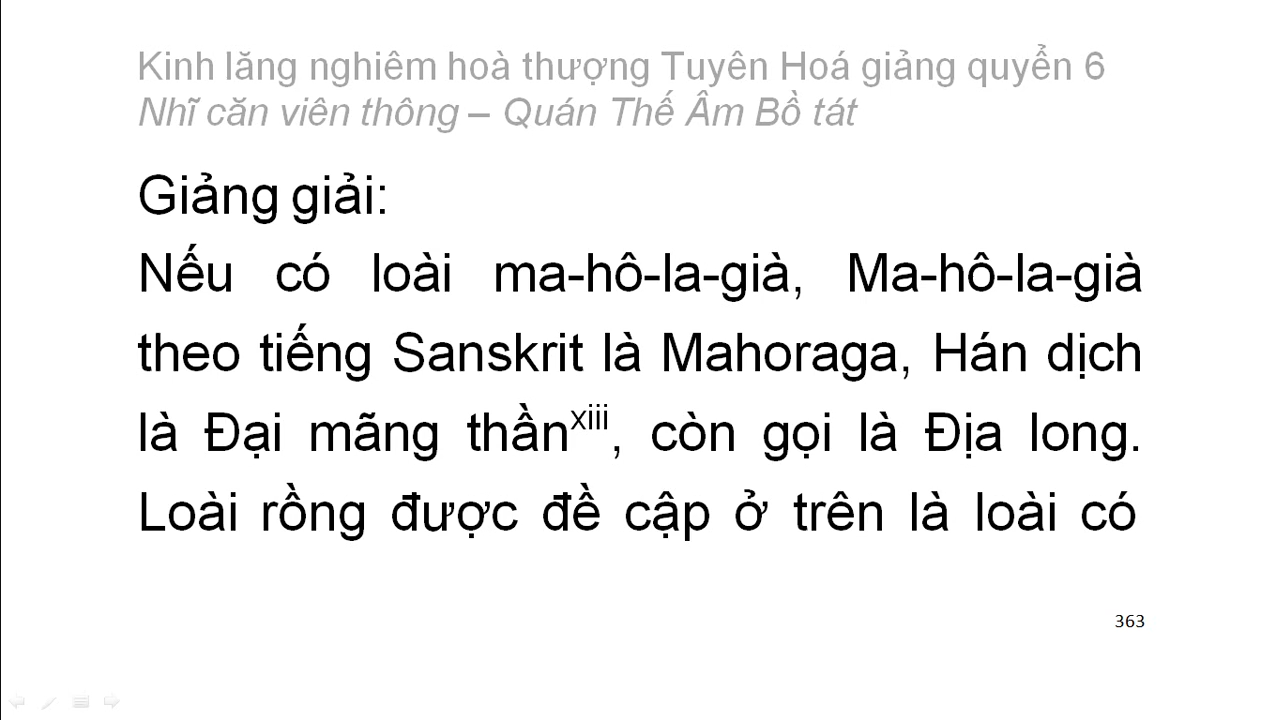 Kinh lăng nghiêm hoà thượng Tuyên Hoá giảng quyển 6
Nhĩ căn viên thông – Quán Thế Âm Bồ tát
Giảng giải:
Nếu có loài ma-hô-la-già, Ma-hô-la-già
theo tiếng Sanskrit là Mahoraga, Hán dịch
là Đại mãng thầnxiii, còn gọi là Địa long.
Loài rồng được đề cập ở trên là loài có
363